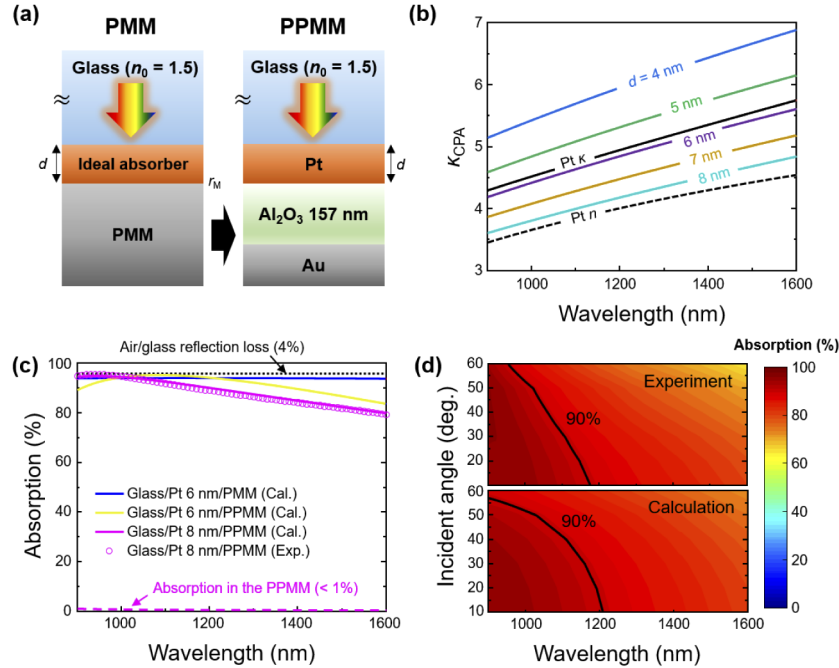 (a)
PMM
PPMM
Glass (n0 = 1.5)
Glass (n0 = 1.5)
≈
≈
d
Ideal absorber
Pt
d
rM
PMM
Al2O3 157 nm
Au
(b)
7
6
5
4
3
κCPA
d = 4 nm
5 nm
Pt κ
6 nm
7 nm
8 nm
Pt n
1000
1200
1400
1600
Wavelength (nm)
(c)
Air/glass reflection loss (4%)
100
80
60
40
20
0
Absorption (%)
Glass/Pt 6 nm/PMM (Cal.)
Glass/Pt 6 nm/PPMM (Cal.)
Glass/Pt 8 nm/PPMM (Cal.)
Glass/Pt 8 nm/PPMM (Exp.)
Absorption in the PPMM (< 1%)
1000
1200
1400
1600
Wavelength (nm)
(d)
Absorption (%)
60
50
40
30
20
Experiment
90%
60
50
40
30
20
10
Calculation
90%
Incident angle (deg.)
1000
1200
1400
1600
Wavelength (nm)
100
80
60
40
20
0